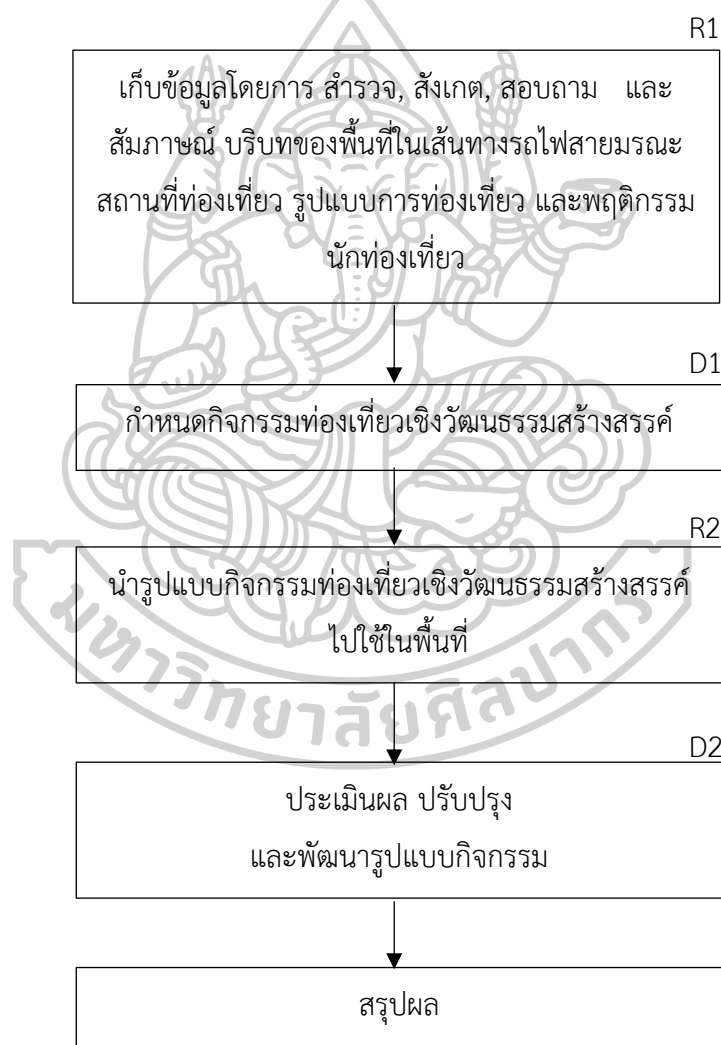 R1
เก็บข้อมูลโดยการ สำรวจ, สังเกต, สอบถาม และ
สัมภาษณ์ บริบทของพื้นที่ในเส้นทางรถไฟสายมรณะ
สถานที่ท่องเที่ยว รูปแบบการท่องเที่ยว และพฤติกรรม
นักท่องเที่ยว
D1
กำหนดกิจกรรมท่องเที่ยวเชิงวัฒนธรรมสร้างสรรค์
R2
นำรูปแบบกิจกรรมท่องเที่ยวเชิงวัฒนธรรมสร้างสรรค์
ไปใช้ในพื้นที่
มหาวิทยาลัยศิลปากร
D2
ประเมินผล ปรับปรุง
และพัฒนารูปแบบกิจกรรม
สรุปผล